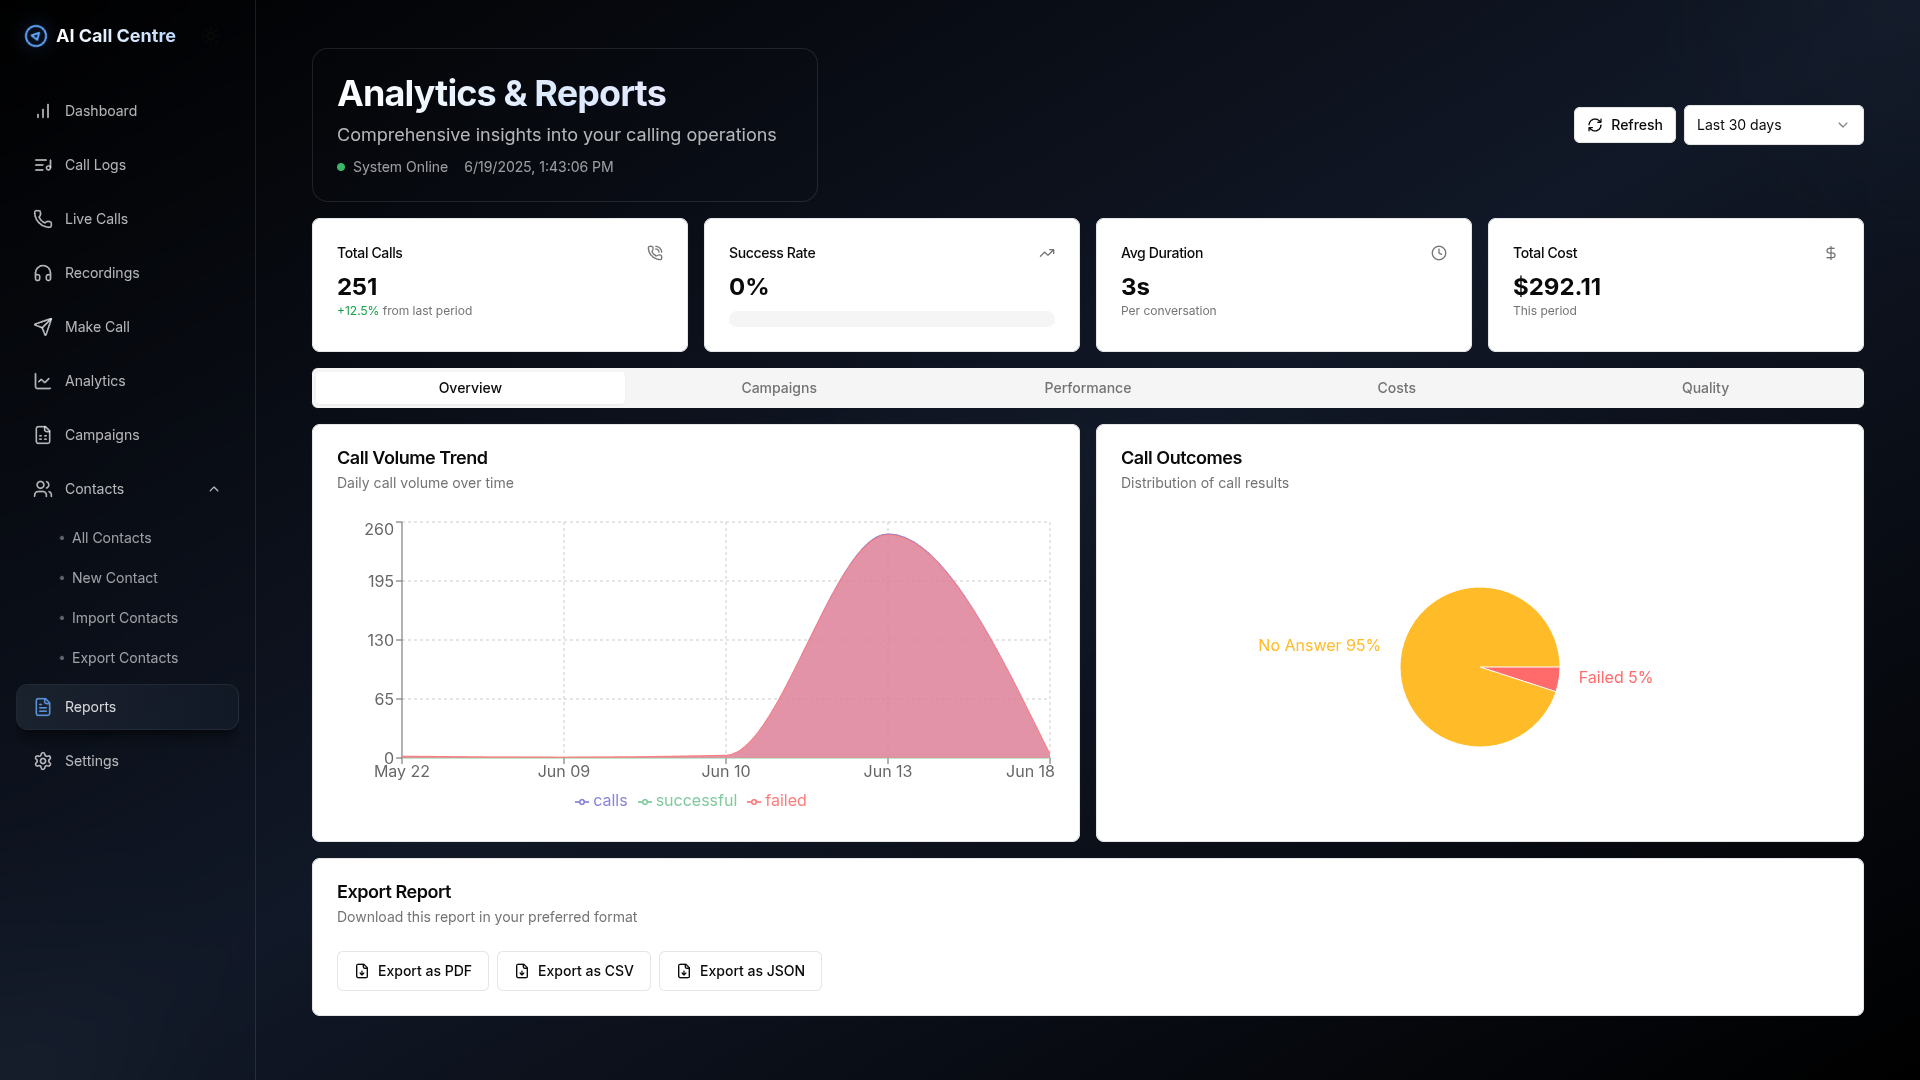 AI Call Centre
Dashboard
Call Logs
Live Calls
Recordings
Make Call
Analytics
Campaigns
Contacts
• All Contacts
• New Contact
• Import Contacts
• Export Contacts
Reports
Settings
Analytics & Reports
Comprehensive insights into your calling operations
System Online 6/19/2025, 1:43:06 PM
Refresh
Last 30 days
Total Calls
251
+12.5% from last period
Success Rate
0%
Avg Duration
3s
Per conversation
Total Cost
$292.11
This period
Overview Campaigns Performance Costs Quality
Call Volume Trend
Daily call volume over time
260
195
130
65
0
May 22 Jun 09 Jun 10 Jun 13 Jun 18
calls successful failed
Call Outcomes
Distribution of call results
No Answer 95%
Failed 5%
Export Report
Download this report in your preferred format
Export as PDF Export as CSV Export as JSON